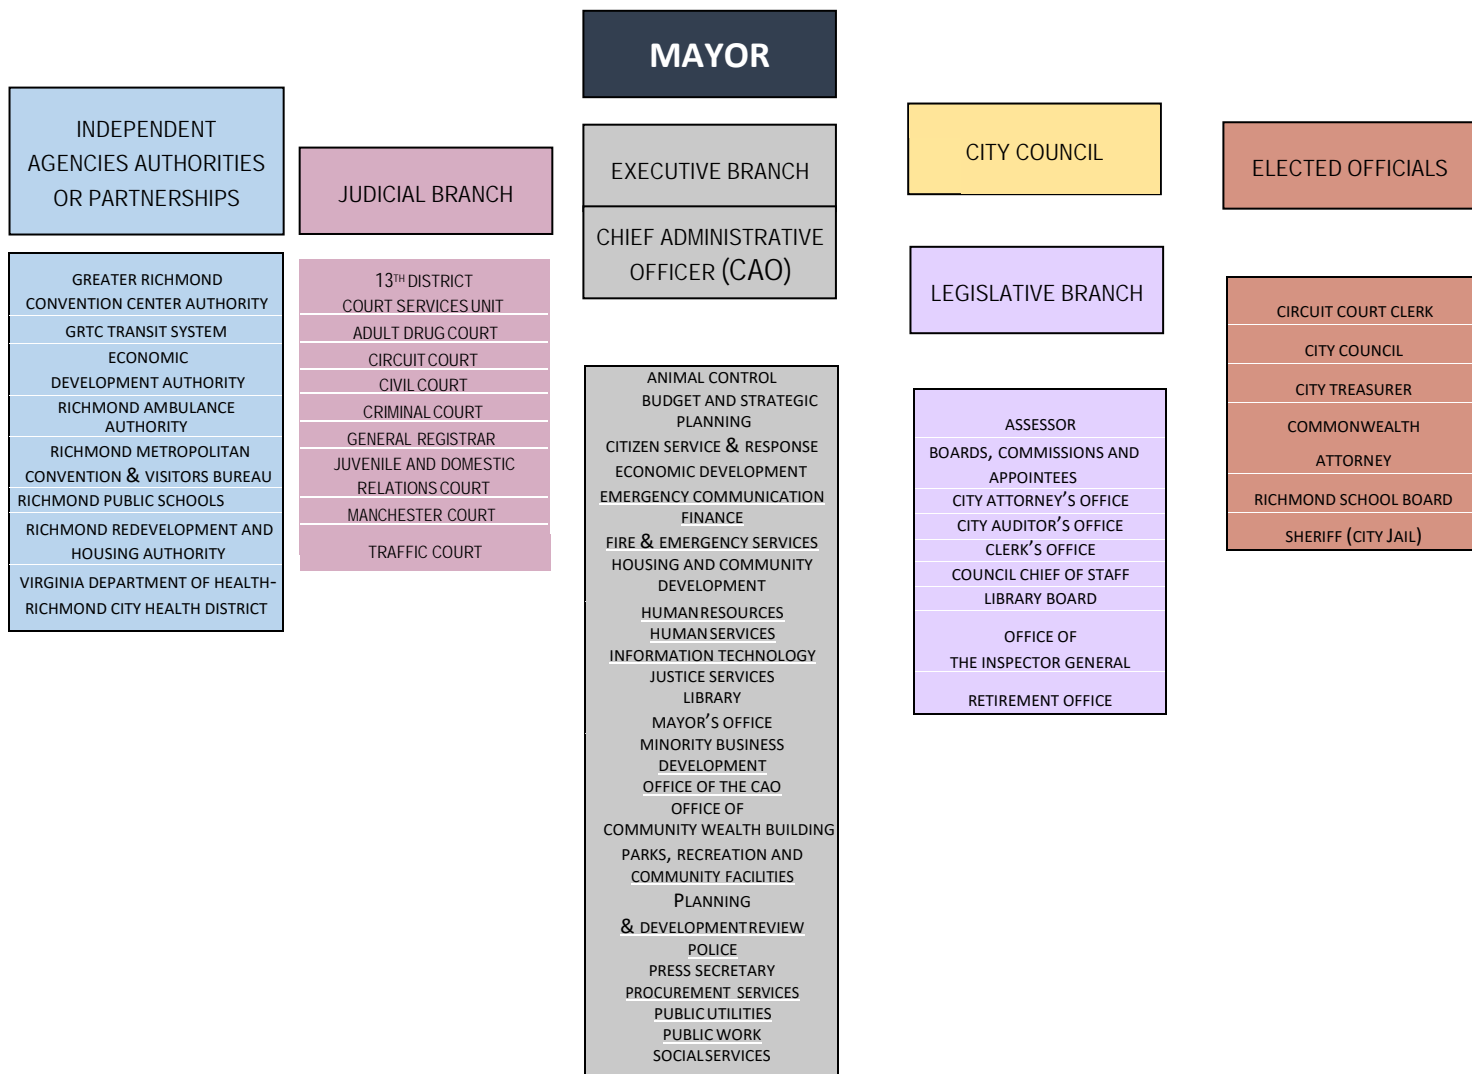 MAYOR
INDEPENDENT
AGENCIES AUTHORITIES
OR PARTNERSHIPS
GREATER RICHMOND
CONVENTION CENTER AUTHORITY
GRTC TRANSIT SYSTEM
ECONOMIC
DEVELOPMENT AUTHORITY
RICHMOND AMBULANCE
AUTHORITY
RICHMOND METROPOLITAN
CONVENTION & VISITORS BUREAU
RICHMOND PUBLIC SCHOOLS
RICHMOND REDEVELOPMENT AND
HOUSING AUTHORITY
VIRGINIA DEPARTMENT OF HEALTH-
RICHMOND CITY HEALTH DISTRICT
JUDICIAL BRANCH
13TH DISTRICT
COURT SERVICES UNIT
ADULT DRUG COURT
CIRCUIT COURT
CIVIL COURT
CRIMINAL COURT
GENERAL REGISTRAR
JUVENILE AND DOMESTIC
RELATIONS COURT
MANCHESTER COURT
TRAFFIC COURT
EXECUTIVE BRANCH
CHIEF ADMINISTRATIVE
OFFICER (CAO)
ANIMAL CONTROL
BUDGET AND STRATEGIC
PLANNING
CITIZEN SERVICE & RESPONSE
ECONOMIC DEVELOPMENT
EMERGENCY COMMUNICATION
FINANCE
FIRE & EMERGENCY SERVICES
HOUSING AND COMMUNITY
DEVELOPMENT
HUMAN RESOURCES
HUMAN SERVICES
INFORMATION TECHNOLOGY
JUSTICE SERVICES
LIBRARY
MAYOR'S OFFICE
MINORITY BUSINESS
DEVELOPMENT
OFFICE OF THE CAO
OFFICE OF
COMMUNITY WEALTH BUILDING
PARKS, RECREATION AND
COMMUNITY FACILITIES
PLANNING
& DEVELOPMENT REVIEW
POLICE
PRESS SECRETARY
PROCUREMENT SERVICES
PUBLIC UTILITIES
PUBLIC WORK
SOCIAL SERVICES
CITY COUNCIL
LEGISLATIVE BRANCH
ASSESSOR
BOARDS, COMMISSIONS AND
APPOINTEES
CITY ATTORNEY'S OFFICE
CITY AUDITOR'S OFFICE
CLERK'S OFFICE
COUNCIL CHIEF OF STAFF
LIBRARY BOARD
OFFICE OF
THE INSPECTOR GENERAL
RETIREMENT OFFICE
ELECTED OFFICIALS
CIRCUIT COURT CLERK
CITY COUNCIL
CITY TREASURER
COMMONWEALTH
ATTORNEY
RICHMOND SCHOOL BOARD
SHERIFF (CITY JAIL)